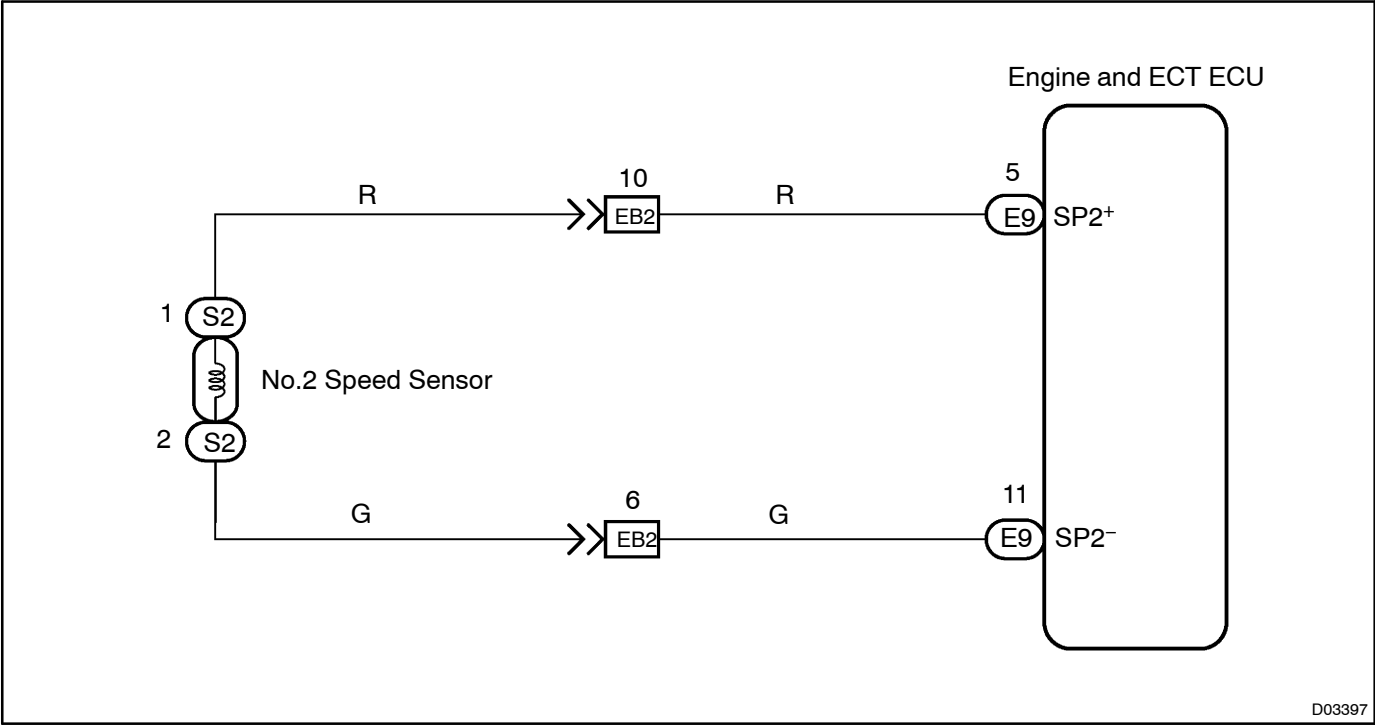 Engine and ECT ECU
10
5
R
R
EB2
E9
SP2+
1
S2
No.2 Speed Sensor
2
S2
6
11
G
G
EB2
E9
SP2−
D03397